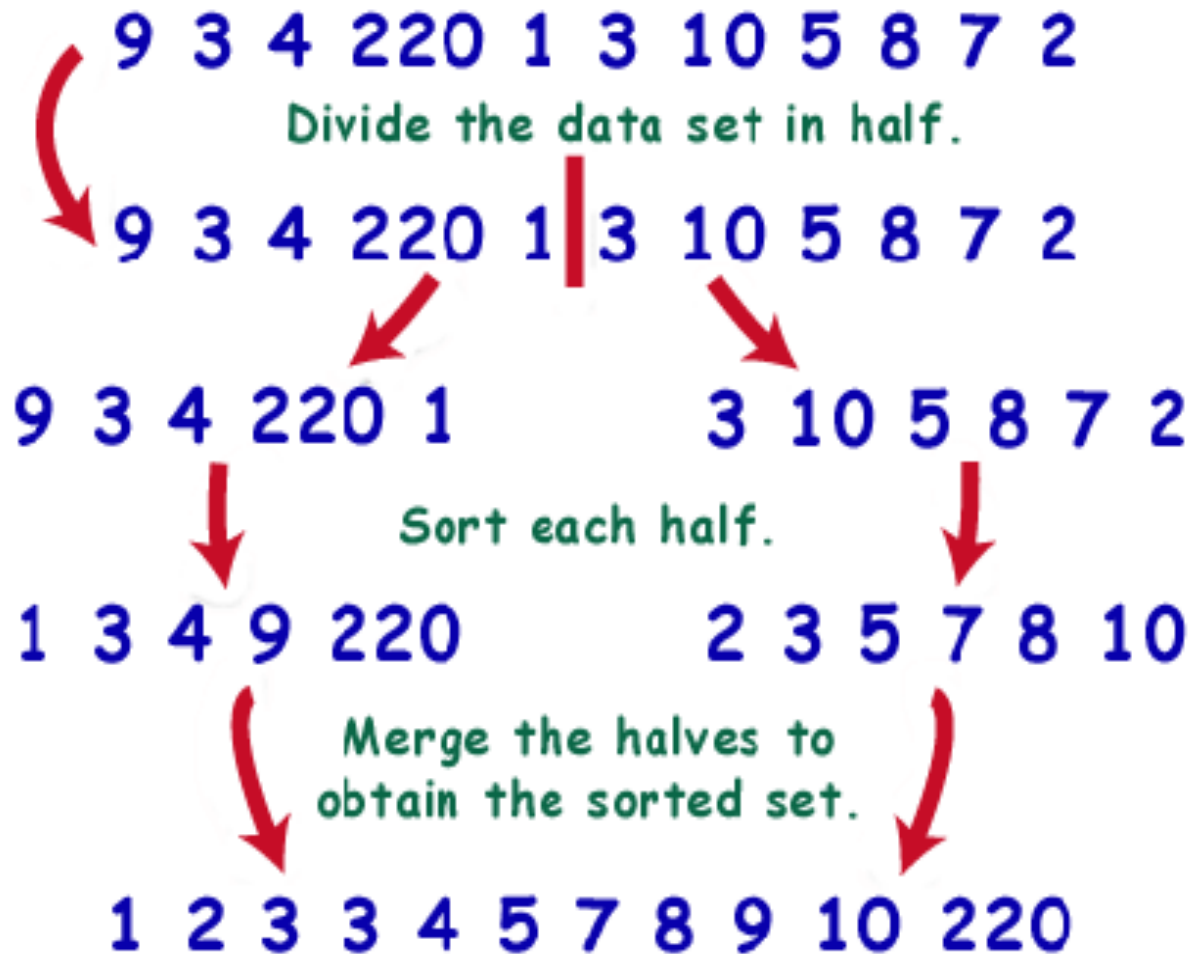 9 3 4 220 1 3 10 5 8 7 2
Divide the data set in half.
9 3 4 220 1 3 10 5 8 7 2
9 3 4 220 1
3 10 5 8 7 2
Sort each half.
1 3 4 9 220
2 3 5 7 8 10
Merge the halves to
obtain the sorted set.
1 2 3 3 4 5 7 8 9 10 220